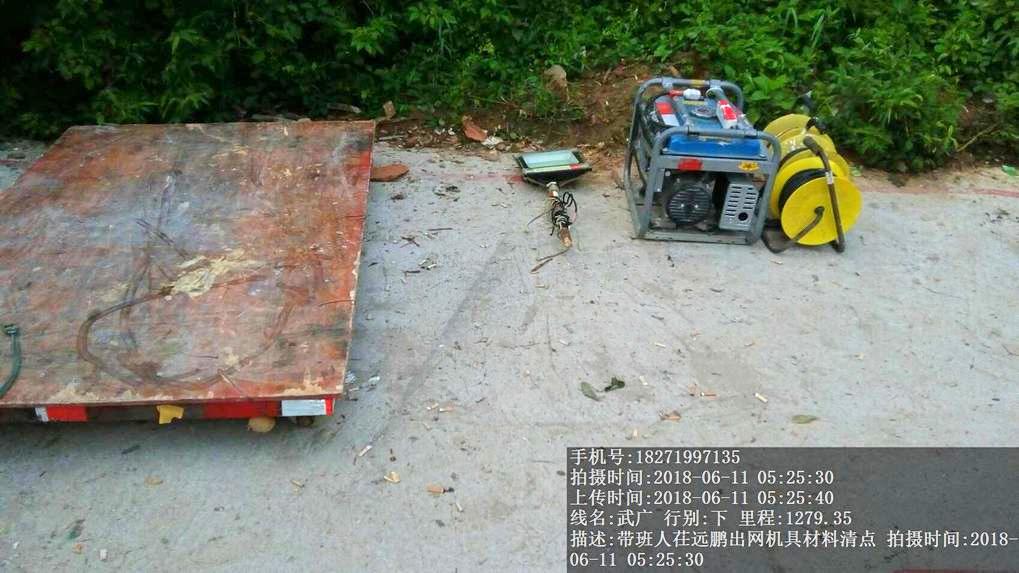 手机号:18271997135
拍摄时间:2018-06-11 05:25:30
上传时间:2018-06-11 05:25:40
线名:武广 行别:下 里程:1279.35
描述:带班人茌远鹏出网机具材料清点 拍摄时间:2018-
06-11 05:25:30